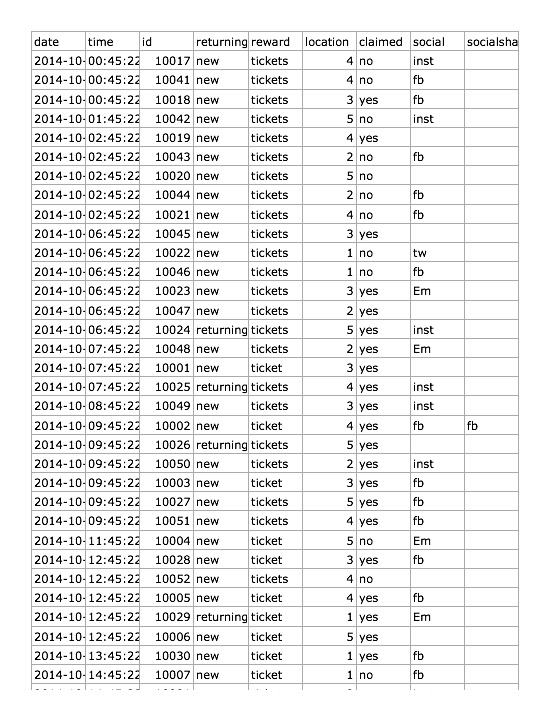 date time id returning reward location claimed social socialsha
2014-10- 00:45:22 10017 new tickets 4 no inst
2014-10- 00:45:22 10041 new tickets 4 no fb
2014-10- 00:45:22 10018 new tickets 3 yes fb
2014-10- 01:45:22 10042 new tickets 5 no inst
2014-10- 02:45:22 10019 new tickets 4 yes
2014-10- 02:45:22 10043 new tickets 2 no fb
2014-10- 02:45:22 10020 new tickets 5 no
2014-10- 02:45:22 10044 new tickets 2 no fb
2014-10- 02:45:22 10021 new tickets 4 no fb
2014-10- 06:45:22 10045 new tickets 3 yes
2014-10- 06:45:22 10022 new tickets 1 no tw
2014-10- 06:45:22 10046 new tickets 1 no fb
2014-10- 06:45:22 10023 new tickets 3 yes Em
2014-10- 06:45:22 10047 new tickets 2 yes
2014-10- 06:45:22 10024 returning tickets 5 yes inst
2014-10- 07:45:22 10048 new tickets 2 yes Em
2014-10- 07:45:22 10001 new ticket 3 yes
2014-10- 07:45:22 10025 returning tickets 4 yes inst
2014-10- 08:45:22 10049 new tickets 3 yes inst
2014-10- 09:45:22 10002 new ticket 4 yes fb fb
2014-10- 09:45:22 10026 returning tickets 5 yes
2014-10- 09:45:22 10050 new tickets 2 yes inst
2014-10- 09:45:22 10003 new ticket 3 yes fb
2014-10- 09:45:22 10027 new tickets 5 yes fb
2014-10- 09:45:22 10051 new tickets 4 yes fb
2014-10- 11:45:22 10004 new ticket 5 no Em
2014-10- 12:45:22 10028 new ticket 3 yes fb
2014-10- 12:45:22 10052 new tickets 4 no
2014-10- 12:45:22 10005 new ticket 4 yes fb
2014-10- 12:45:22 10029 returning ticket 1 yes Em
2014-10- 12:45:22 10006 new ticket 5 yes
2014-10- 13:45:22 10030 new ticket 1 yes fb
2014-10- 14:45:22 10007 new ticket 1 no fb